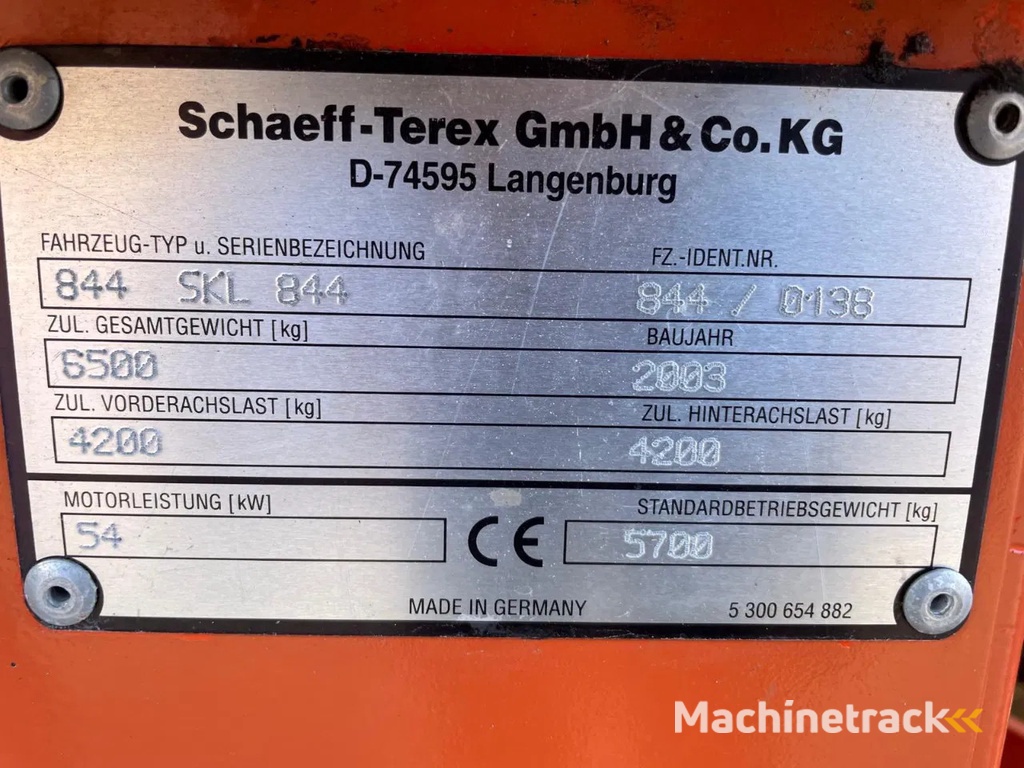 Schaeff-Terex GmbH & Co. KG
D-74595 Langenburg
FAHRZEUG-TYP u. SERIENBEZEICHNUNG FZ.-IDENT.NR.
844 SKL 844 844 / 0138
ZUL. GESAMTGEWICHT [kg] BAUJAHR
6500 2003
ZUL. VORDERACHSLAST [kg] ZUL. HINTERACHSLAST [kg]
4200 4200
MOTORLEISTUNG [kW] STANDARDBETRIEBSGEWICHT [kg]
54 CE 5700
MADE IN GERMANY 5 300 654 882
Machinetrack